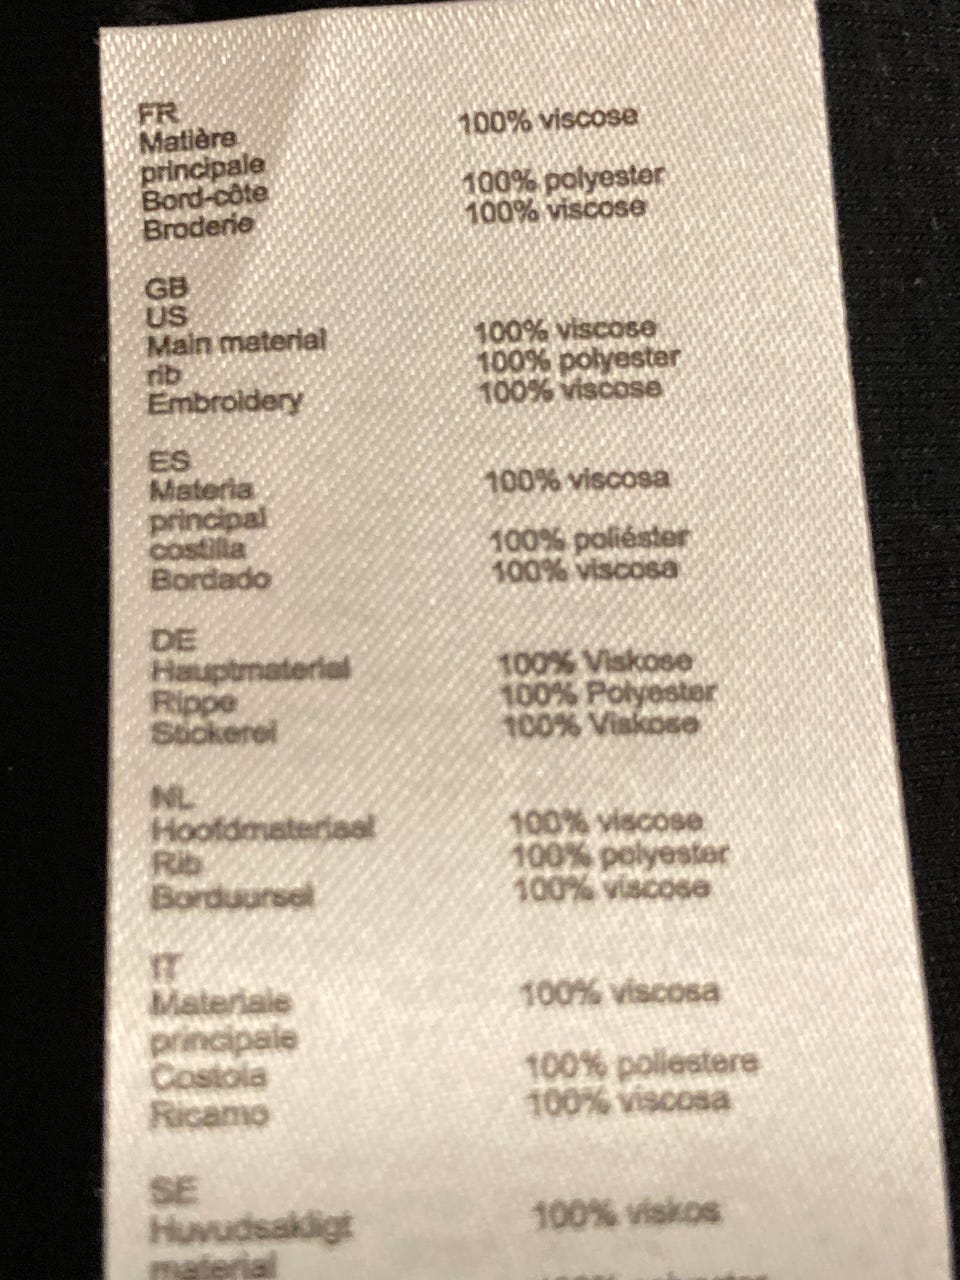 FR
Matière 100% viscose
principale
Bord-côte 100% polyester
Broderie 100% viscose
GB
US
Main material 100% viscose
rib 100% polyester
Embroidery 100% viscose
ES
Materia 100% viscosa
principal
costilla 100% poliéster
Bordado 100% viscosa
DE
Hauptmaterial 100% Viskose
Rippe 100% Polyester
Stickerei 100% Viskose
NL
Hoofdmateriaal 100% viscose
Rib 100% polyester
Borduursel 100% viscose
IT
Materiale 100% viscosa
principale
Costola 100% poliestere
Ricamo 100% viscosa
SE
Huvudsakligt 100% viskos
material